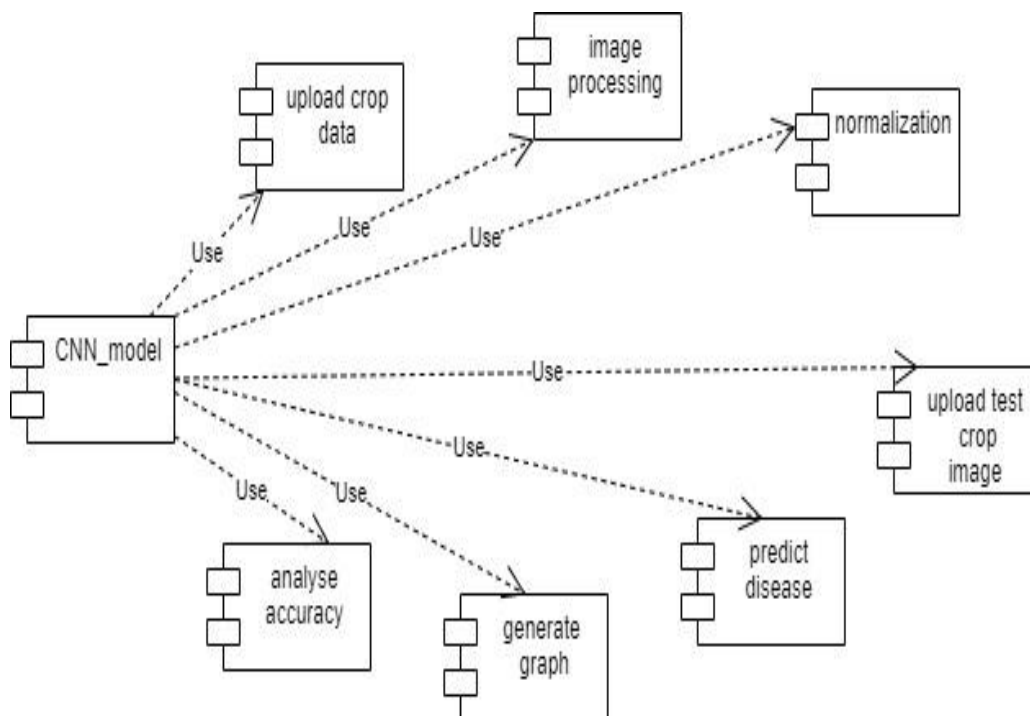 image
processing
upload crop
data
normalization
Use
Use
Use
CNN_model
Use
upload test
crop
image
Use
Use
Use
predict
disease
analyse
accuracy
generate
graph